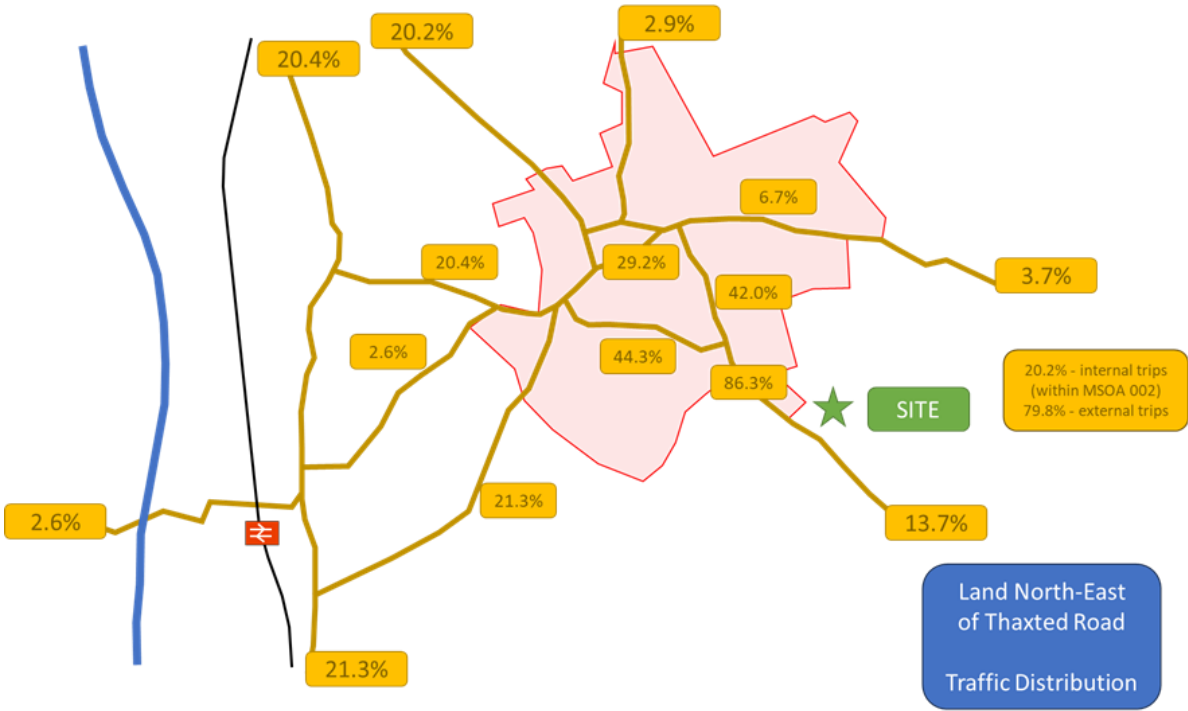 20.2%
2.9%
20.4%
6.7%
20.4%
29.2%
3.7%
42.0%
2.6%
44.3%
86.3%
20.2% - internal trips
(within MSOA 002)
79.8% - external trips
SITE
21.3%
2.6%
13.7%
Land North-East
of Thaxted Road
Traffic Distribution
21.3%